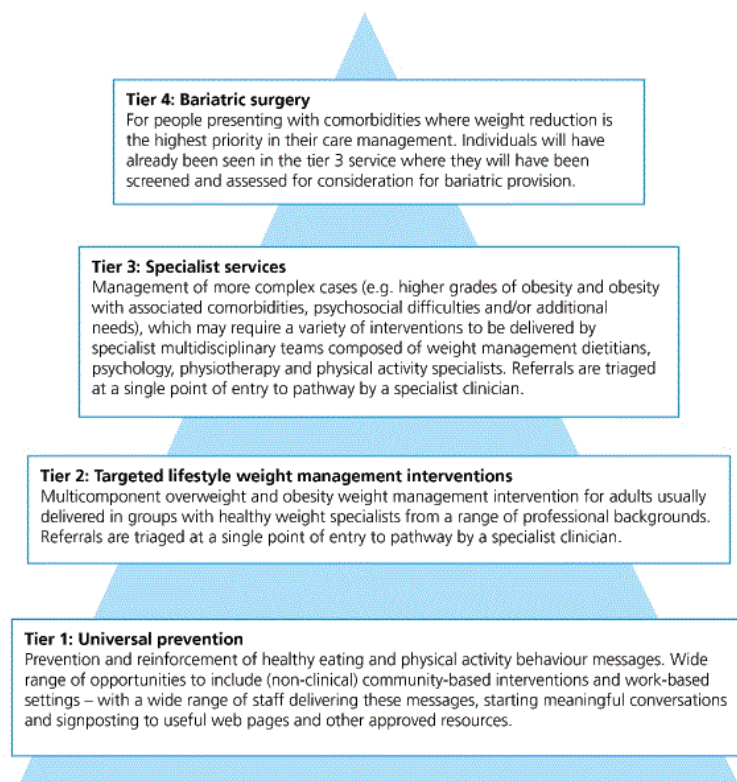 Tier 4: Bariatric surgery
For people presenting with comorbidities where weight reduction is
the highest priority in their care management. Individuals will have
already been seen in the tier 3 service where they will have been
screened and assessed for consideration for bariatric provision.
Tier 3: Specialist services
Management of more complex cases (e.g. higher grades of obesity and obesity
with associated comorbidities, psychosocial difficulties and/or additional
needs), which may require a variety of interventions to be delivered by
specialist multidisciplinary teams composed of weight management dietitians,
psychology, physiotherapy and physical activity specialists. Referrals are triaged
at a single point of entry to pathway by a specialist clinician.
Tier 2: Targeted lifestyle weight management interventions
Multicomponent overweight and obesity weight management intervention for adults usually
delivered in groups with healthy weight specialists from a range of professional backgrounds.
Referrals are triaged at a single point of entry to pathway by a specialist clinician.
Tier 1: Universal prevention
Prevention and reinforcement of healthy eating and physical activity behaviour messages. Wide
range of opportunities to include (non-clinical) community-based interventions and work-based
settings – with a wide range of staff delivering these messages, starting meaningful conversations
and signposting to useful web pages and other approved resources.